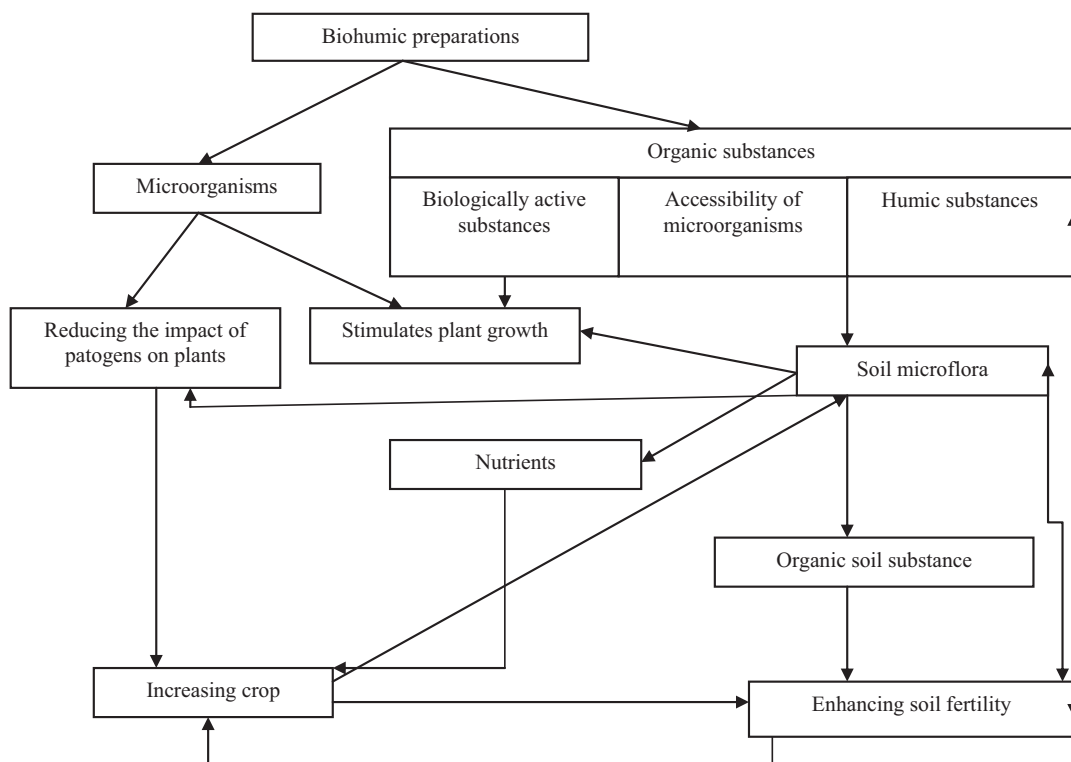 Biohumic preparations
Organic substances
Microorganisms
Biologically active
substances
Accessibility of
microorganisms
Humic substances
Reducing the impact of
patogens on plants
Stimulates plant growth
Soil microflora
Nutrients
Organic soil substance
Increasing crop
Enhancing soil fertility